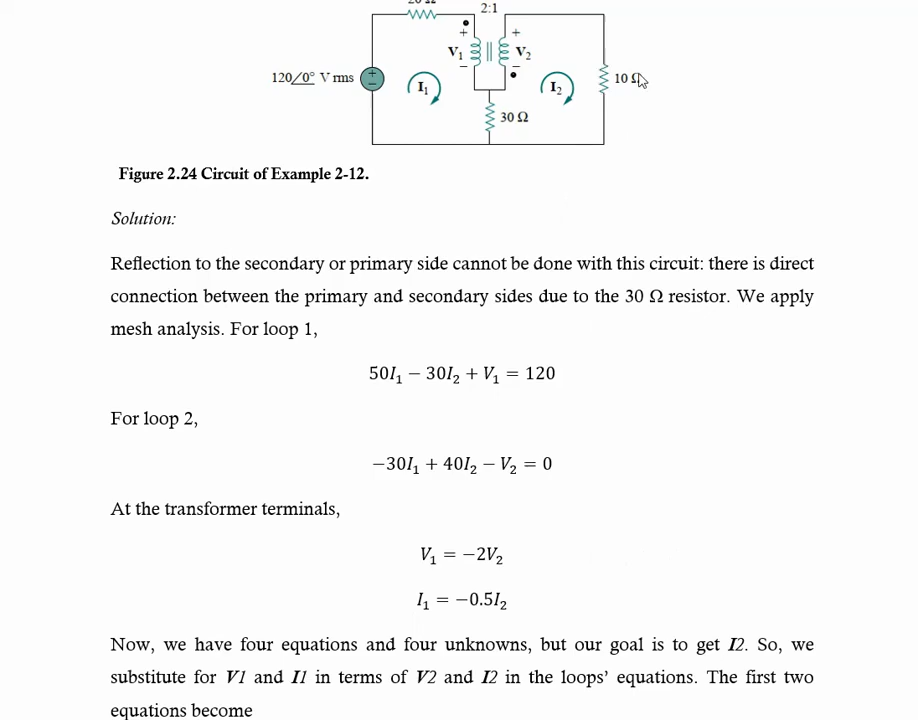 20 Ω
2:1
+ +
V1 V2
− −
120/0° V rms + − I1 I2 10 Ω
30 Ω
Figure 2.24 Circuit of Example 2-12.
Solution:
Reflection to the secondary or primary side cannot be done with this circuit: there is direct
connection between the primary and secondary sides due to the 30 Ω resistor. We apply
mesh analysis. For loop 1,
50I₁ − 30I₂ + V₁ = 120
For loop 2,
−30I₁ + 40I₂ − V₂ = 0
At the transformer terminals,
V₁ = −2V₂
I₁ = −0.5I₂
Now, we have four equations and four unknowns, but our goal is to get I2. So, we
substitute for V1 and I1 in terms of V2 and I2 in the loops' equations. The first two
equations become